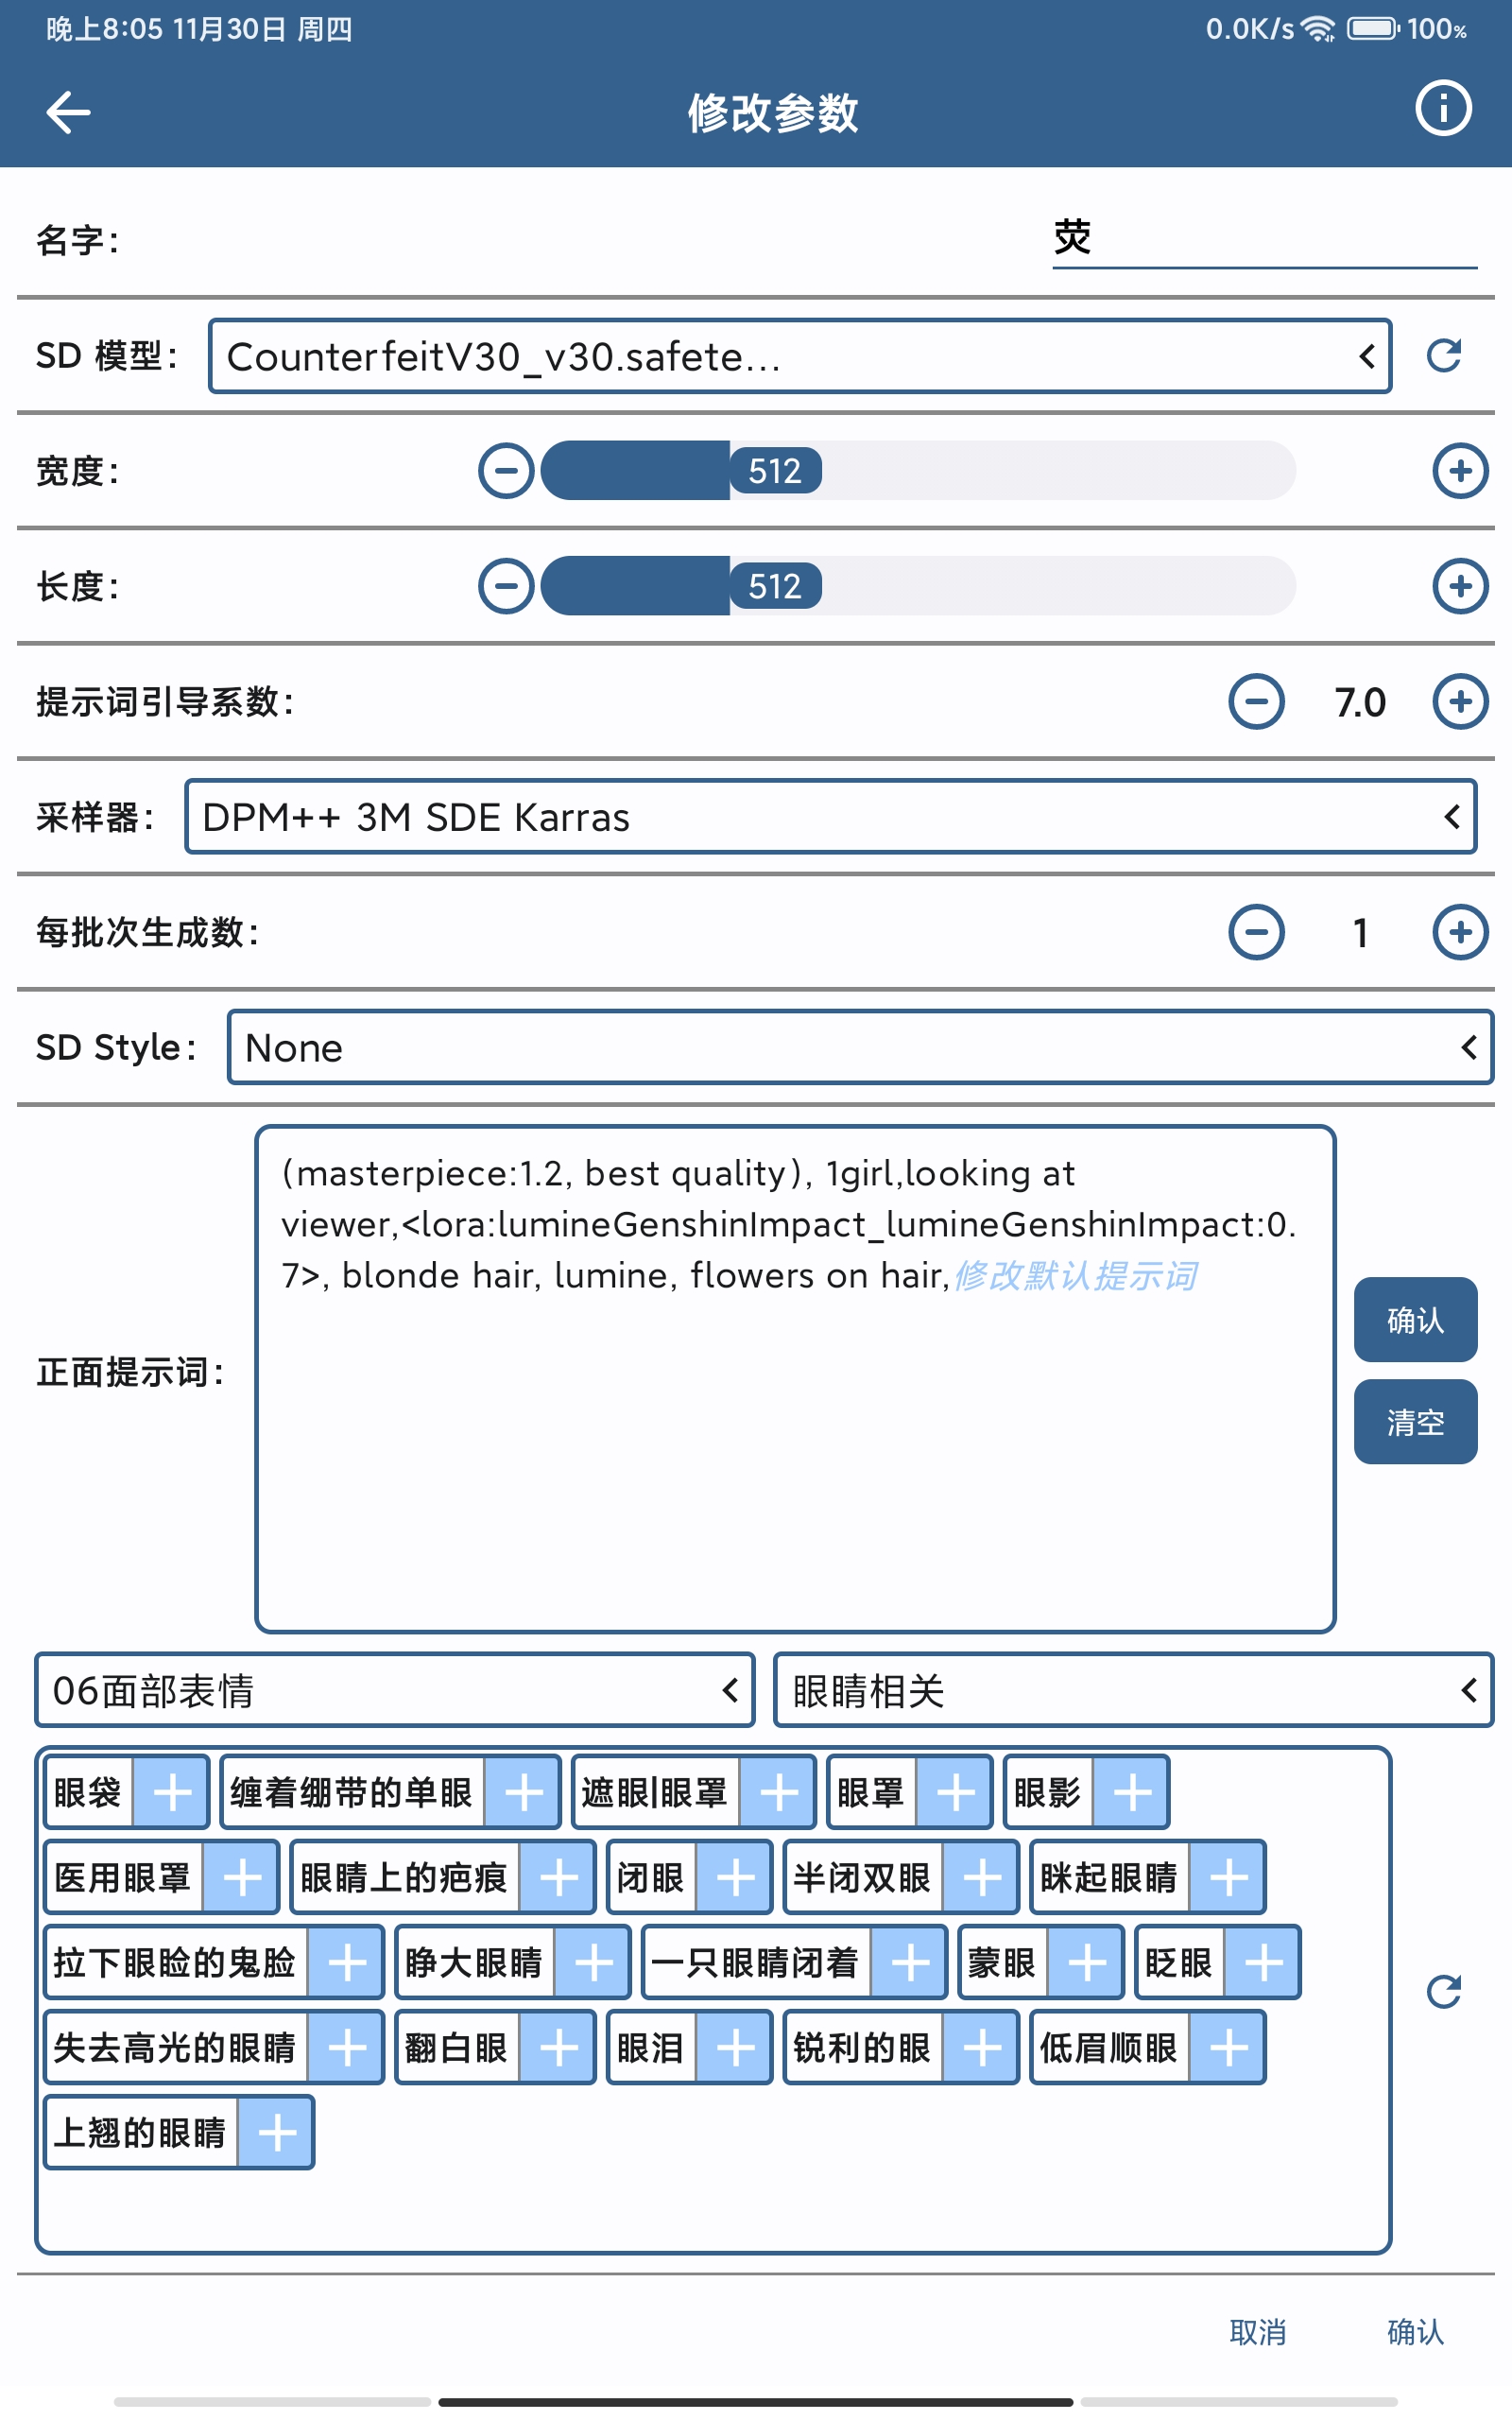 晚上8:05 11月30日 周四 0.0K/s 100%
修改参数
名字： 荧
SD 模型： CounterfeitV30_v30.safete...
宽度： 512
长度： 512
提示词引导系数： 7.0
采样器： DPM++ 3M SDE Karras
每批次生成数： 1
SD Style： None
正面提示词：
(masterpiece:1.2, best quality), 1girl,looking at
viewer,<lora:lumineGenshinImpact_lumineGenshinImpact:0.
7>, blonde hair, lumine, flowers on hair,修改默认提示词
确认
清空
06面部表情 眼睛相关
眼袋 缠着绷带的单眼 遮眼|眼罩 眼罩 眼影
医用眼罩 眼睛上的疤痕 闭眼 半闭双眼 眯起眼睛
拉下眼睑的鬼脸 睁大眼睛 一只眼睛闭着 蒙眼 眨眼
失去高光的眼睛 翻白眼 眼泪 锐利的眼 低眉顺眼
上翘的眼睛
取消 确认